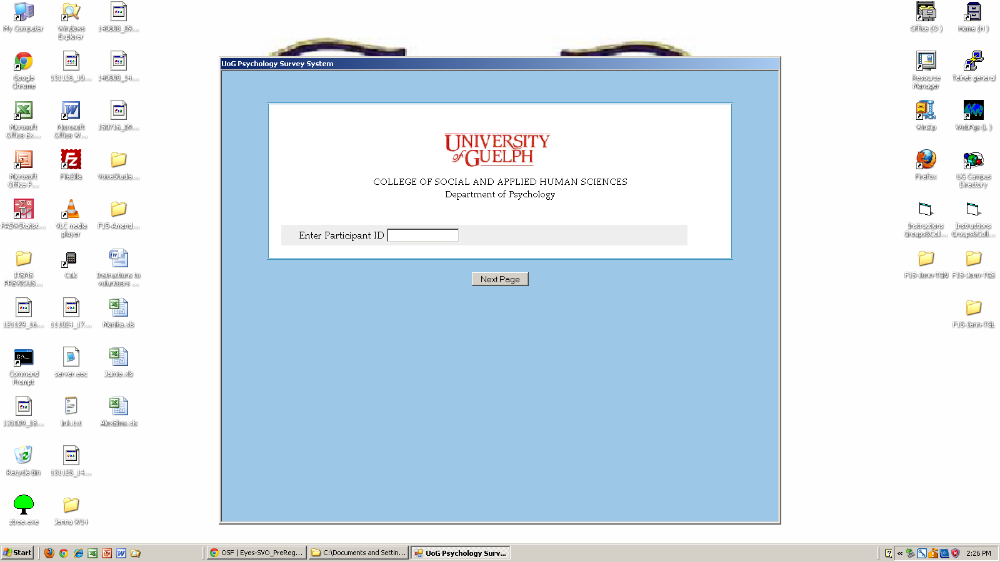 My Computer
Windows
Explorer
140808_09...
Google
Chrome
131126_10...
140808_14...
Microsoft
Office Ex...
Microsoft
Office W...
150716_09...
Microsoft
Office P...
FileZilla
VoiceStudie...
PASWStatist...
VLC media
player
F15-Amand...
ITEMS
PREVIOUS...
Calc
Instructions to
volunteers ...
121129_16...
111024_17...
Monika.xls
Command
Prompt
server.eec
Jaimie.xls
131009_13...
link.txt
AlexElms.xls
Recycle Bin
131125_14...
ztree.exe
Jenna W14
UoG Psychology Survey System
UNIVERSITY
of GUELPH
COLLEGE OF SOCIAL AND APPLIED HUMAN SCIENCES
Department of Psychology
Enter Participant ID
Next Page
Office (O )
Home (H )
Resource
Manager
Telnet general
WinZip
WebPgs (L )
Firefox
UG Campus
Directory
Instructions
Groups&Coll...
Instructions
Groups&Coll...
F15-Jenn-TGN
F15-Jenn-TGS
F15-Jenn-TGL
Start
OSF | Eyes-SVO_PreReg...
C:\Documents and Settin...
UoG Psychology Surv...
2:26 PM